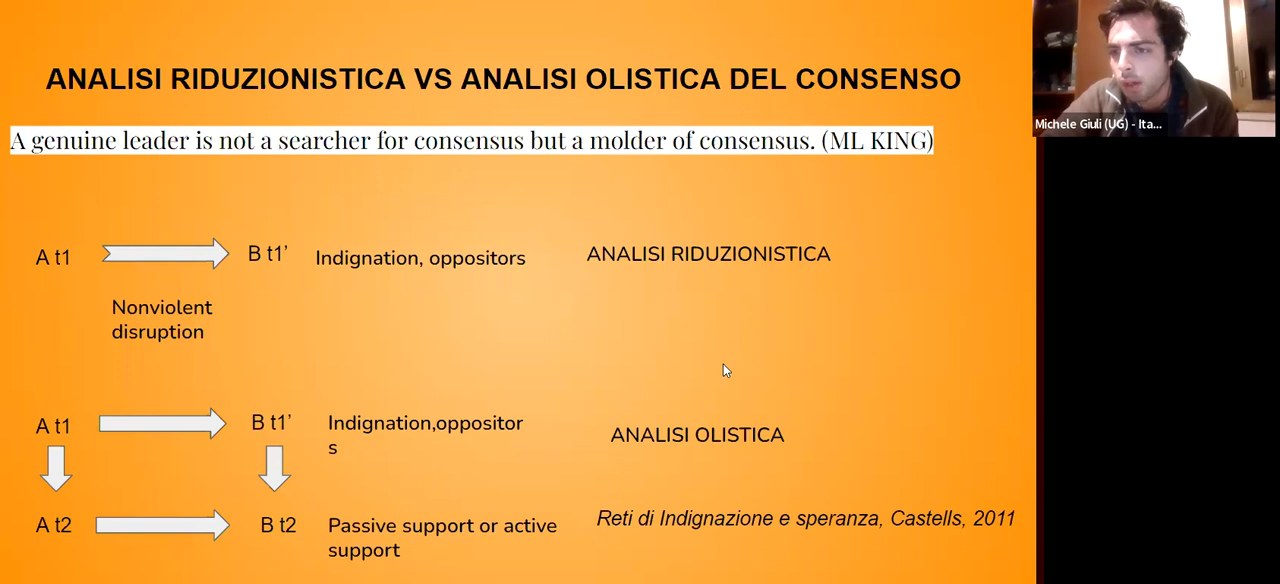 ANALISI RIDUZIONISTICA VS ANALISI OLISTICA DEL CONSENSO
Michele Giuli (UG) - Ita...
A genuine leader is not a searcher for consensus but a molder of consensus. (ML KING)
A t1
B t1’
Indignation, oppositors
ANALISI RIDUZIONISTICA
Nonviolent
disruption
A t1
B t1’
Indignation,oppositor
s
ANALISI OLISTICA
A t2
B t2
Passive support or active
support
Reti di Indignazione e speranza, Castells, 2011